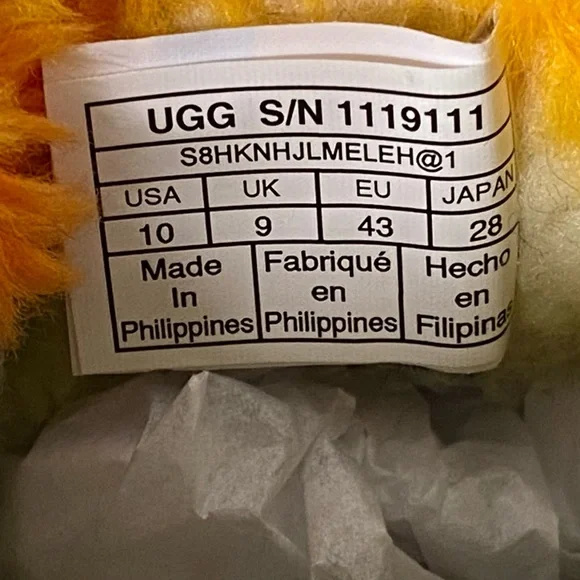 UGG S/N 1119111
S8HKNHJLMELEH@1
USA UK EU JAPAN
10 9 43 28
Made Fabriqué Hecho
In en en
Philippines Philippines Filipinas